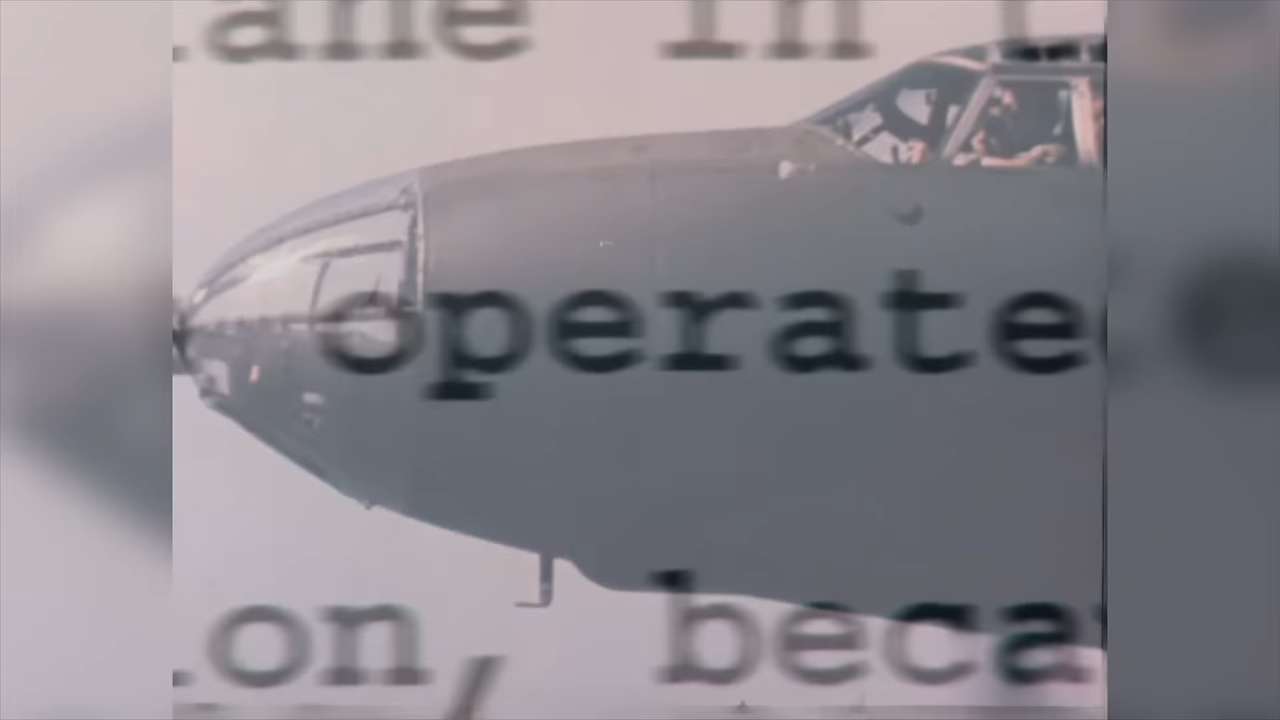 ane in
operate
on, beca